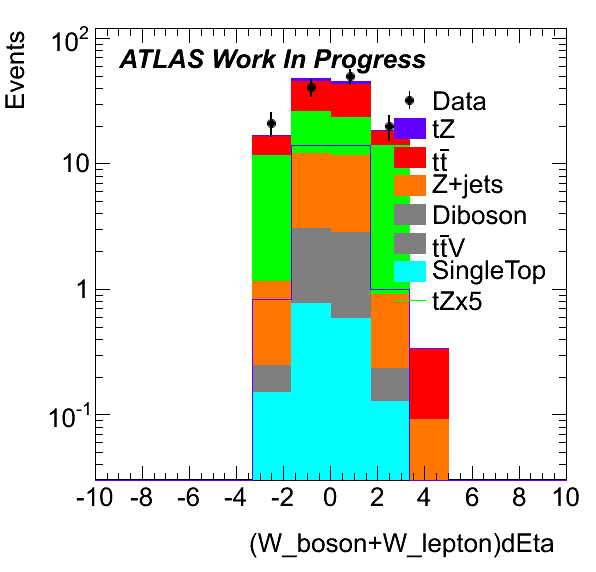 ATLAS Work In Progress
Events
10²
10
1
10⁻¹
Data
tZ
tt̄
Z+jets
Diboson
tt̄V
SingleTop
tZx5
-10 -8 -6 -4 -2 0 2 4 6 8 10
(W_boson+W_lepton)dEta